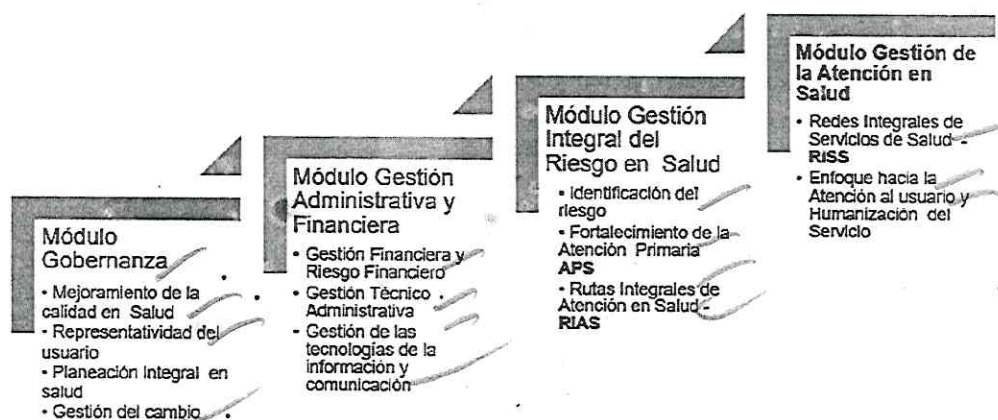 Módulo
Gobernanza
• Mejoramiento de la
calidad en Salud
• Representatividad del
usuario
• Planeación Integral en
salud
• Gestión del cambio
Módulo Gestión
Administrativa y
Financiera
• Gestión Financiera y
Riesgo Financiero
• Gestión Técnico
Administrativa
- Gestión de las
tecnologías de la
información y
comunicación
Módulo Gestión
Integral del
Riesgo en Salud
• Identificación del
riesgo
• Fortalecimiento de la
Atención Primaria
APS
• Rutas Integrales de
Atención en Salud -
RIAS
Módulo Gestión de
la Atención en
Salud
• Redes Integrales de
Servicios de Salud -
RISS
• Enfoque hacia la
Atención al usuario y
Humanización del
Servicio